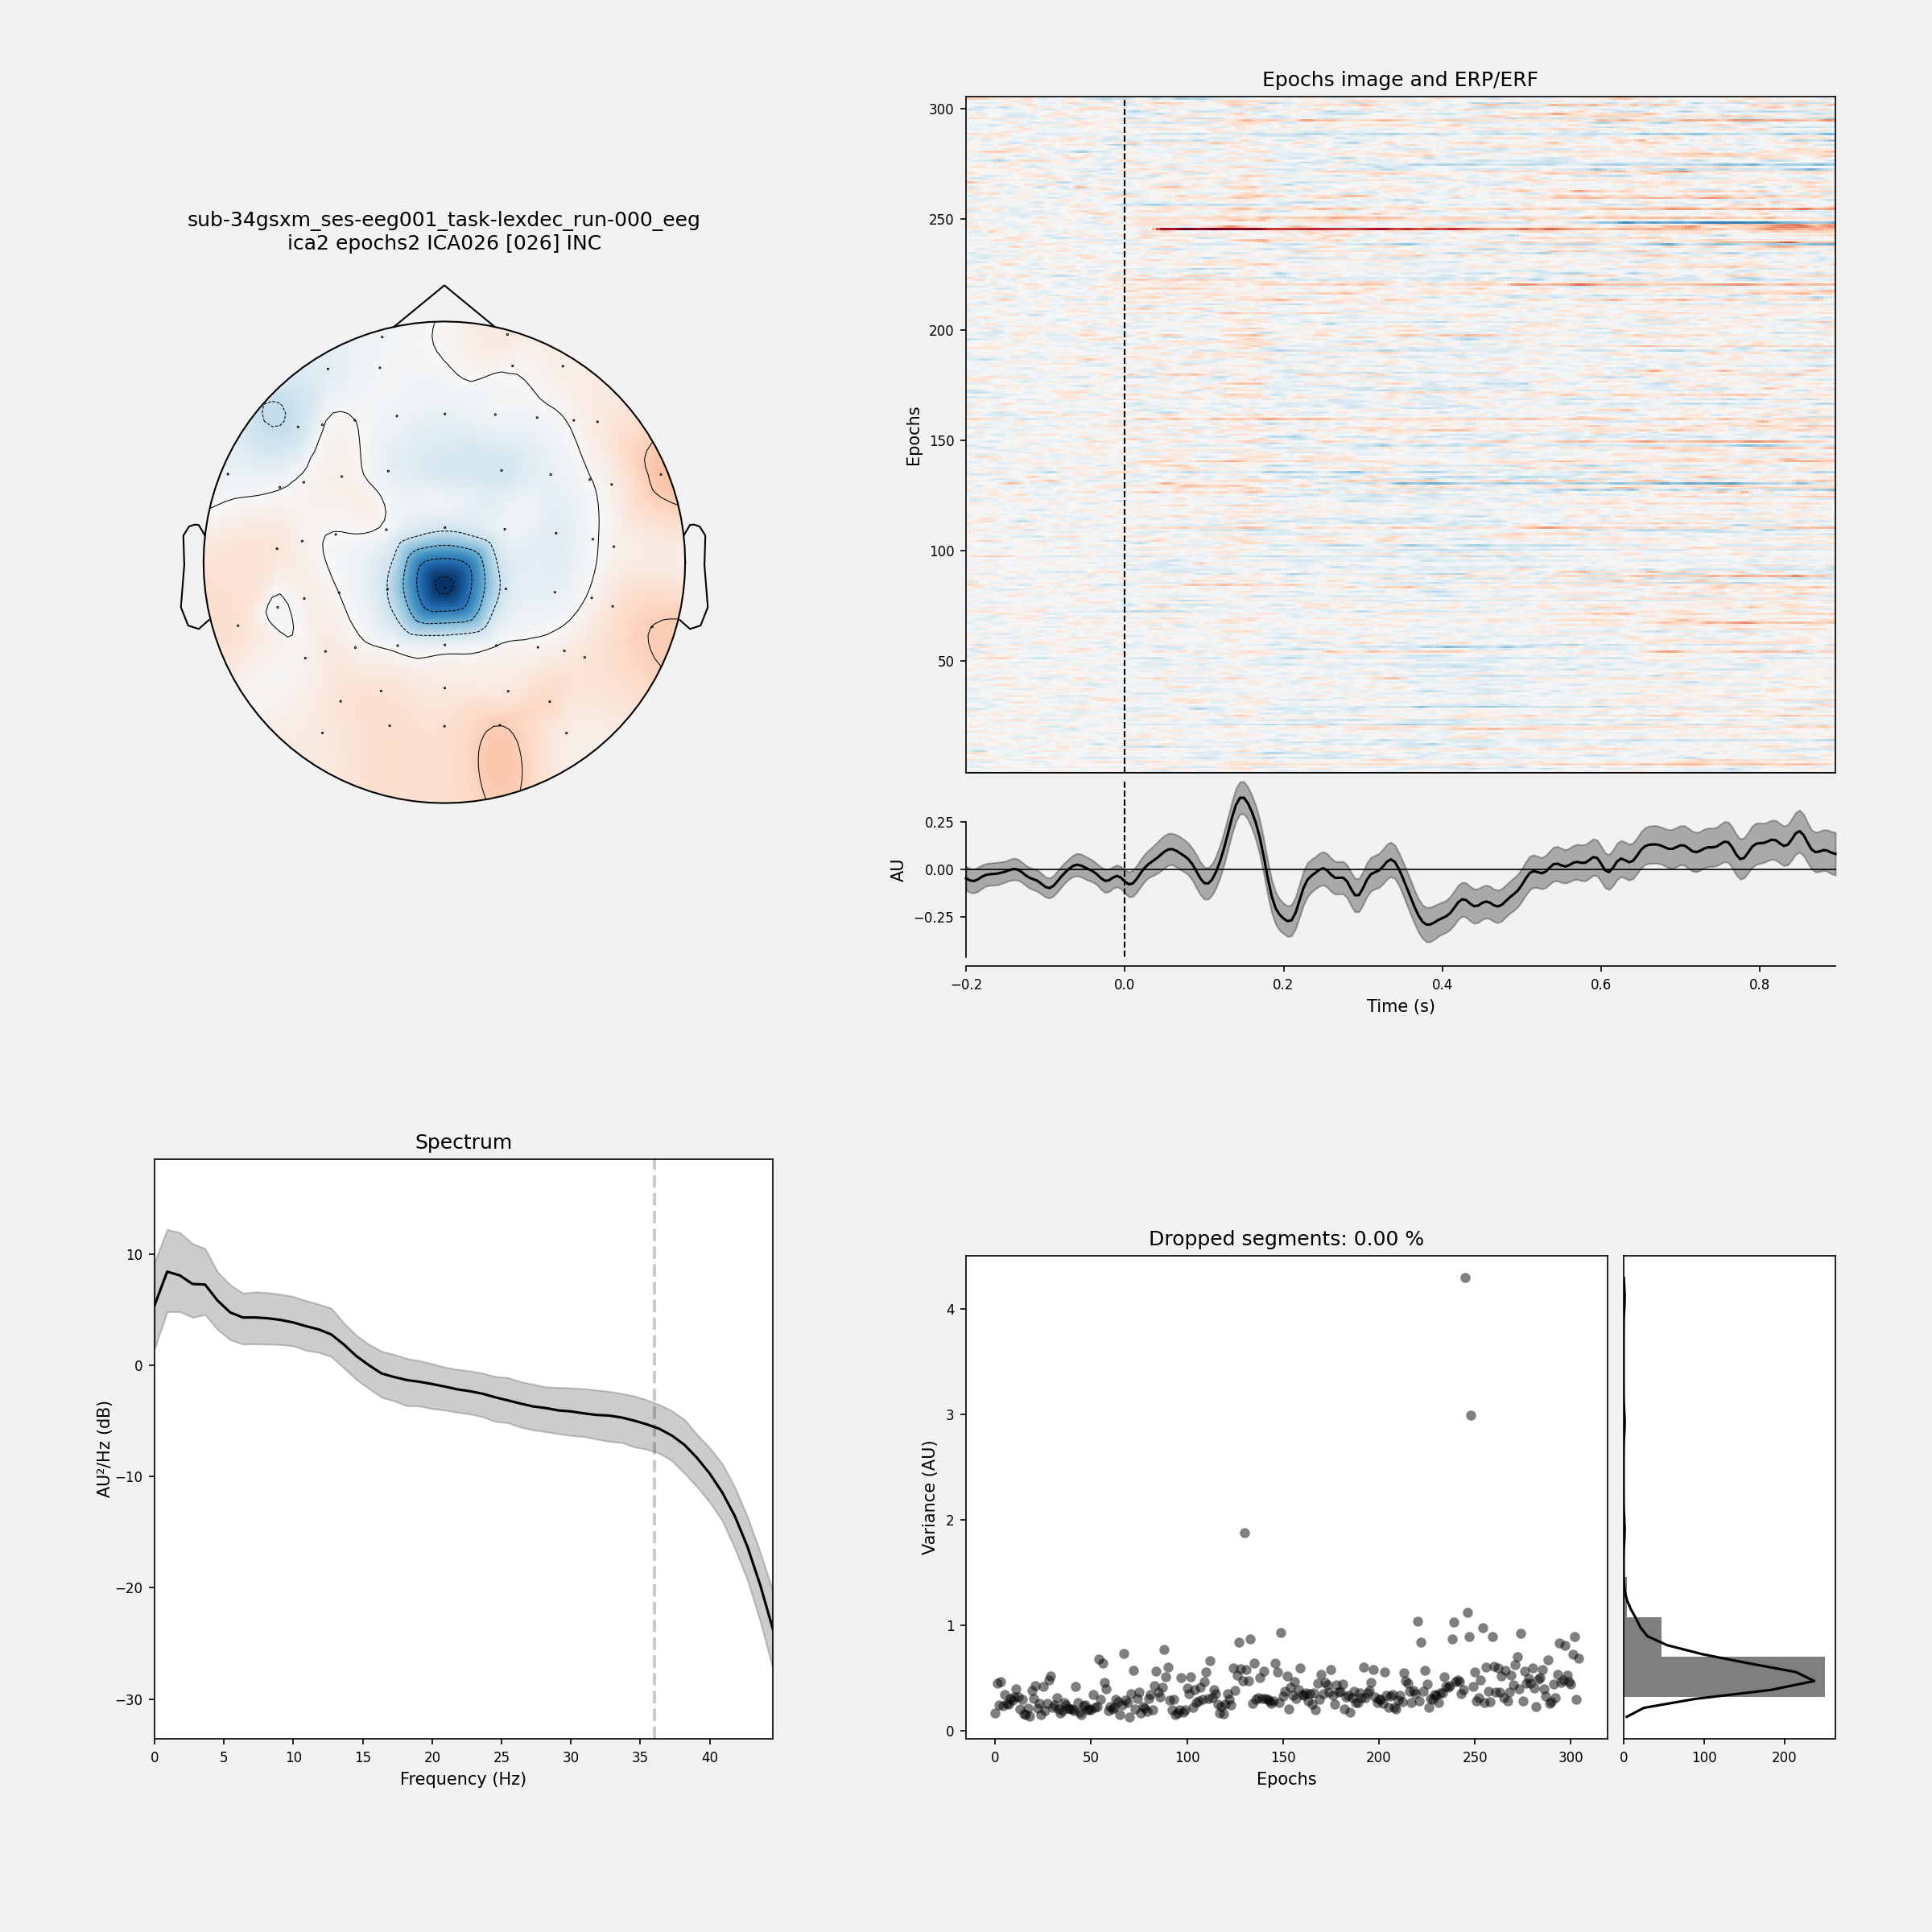 sub-34gsxm_ses-eeg001_task-lexdec_run-000_eeg
ica2 epochs2 ICA026 [026] INC
Epochs image and ERP/ERF
Epochs
300
250
200
150
100
50
AU
0.25
0.00
−0.25
−0.2 0.0 0.2 0.4 0.6 0.8
Time (s)
Spectrum
AU²/Hz (dB)
10
0
−10
−20
−30
0 5 10 15 20 25 30 35 40
Frequency (Hz)
Dropped segments: 0.00 %
Variance (AU)
4
3
2
1
0
0 50 100 150 200 250 300
Epochs
0 100 200